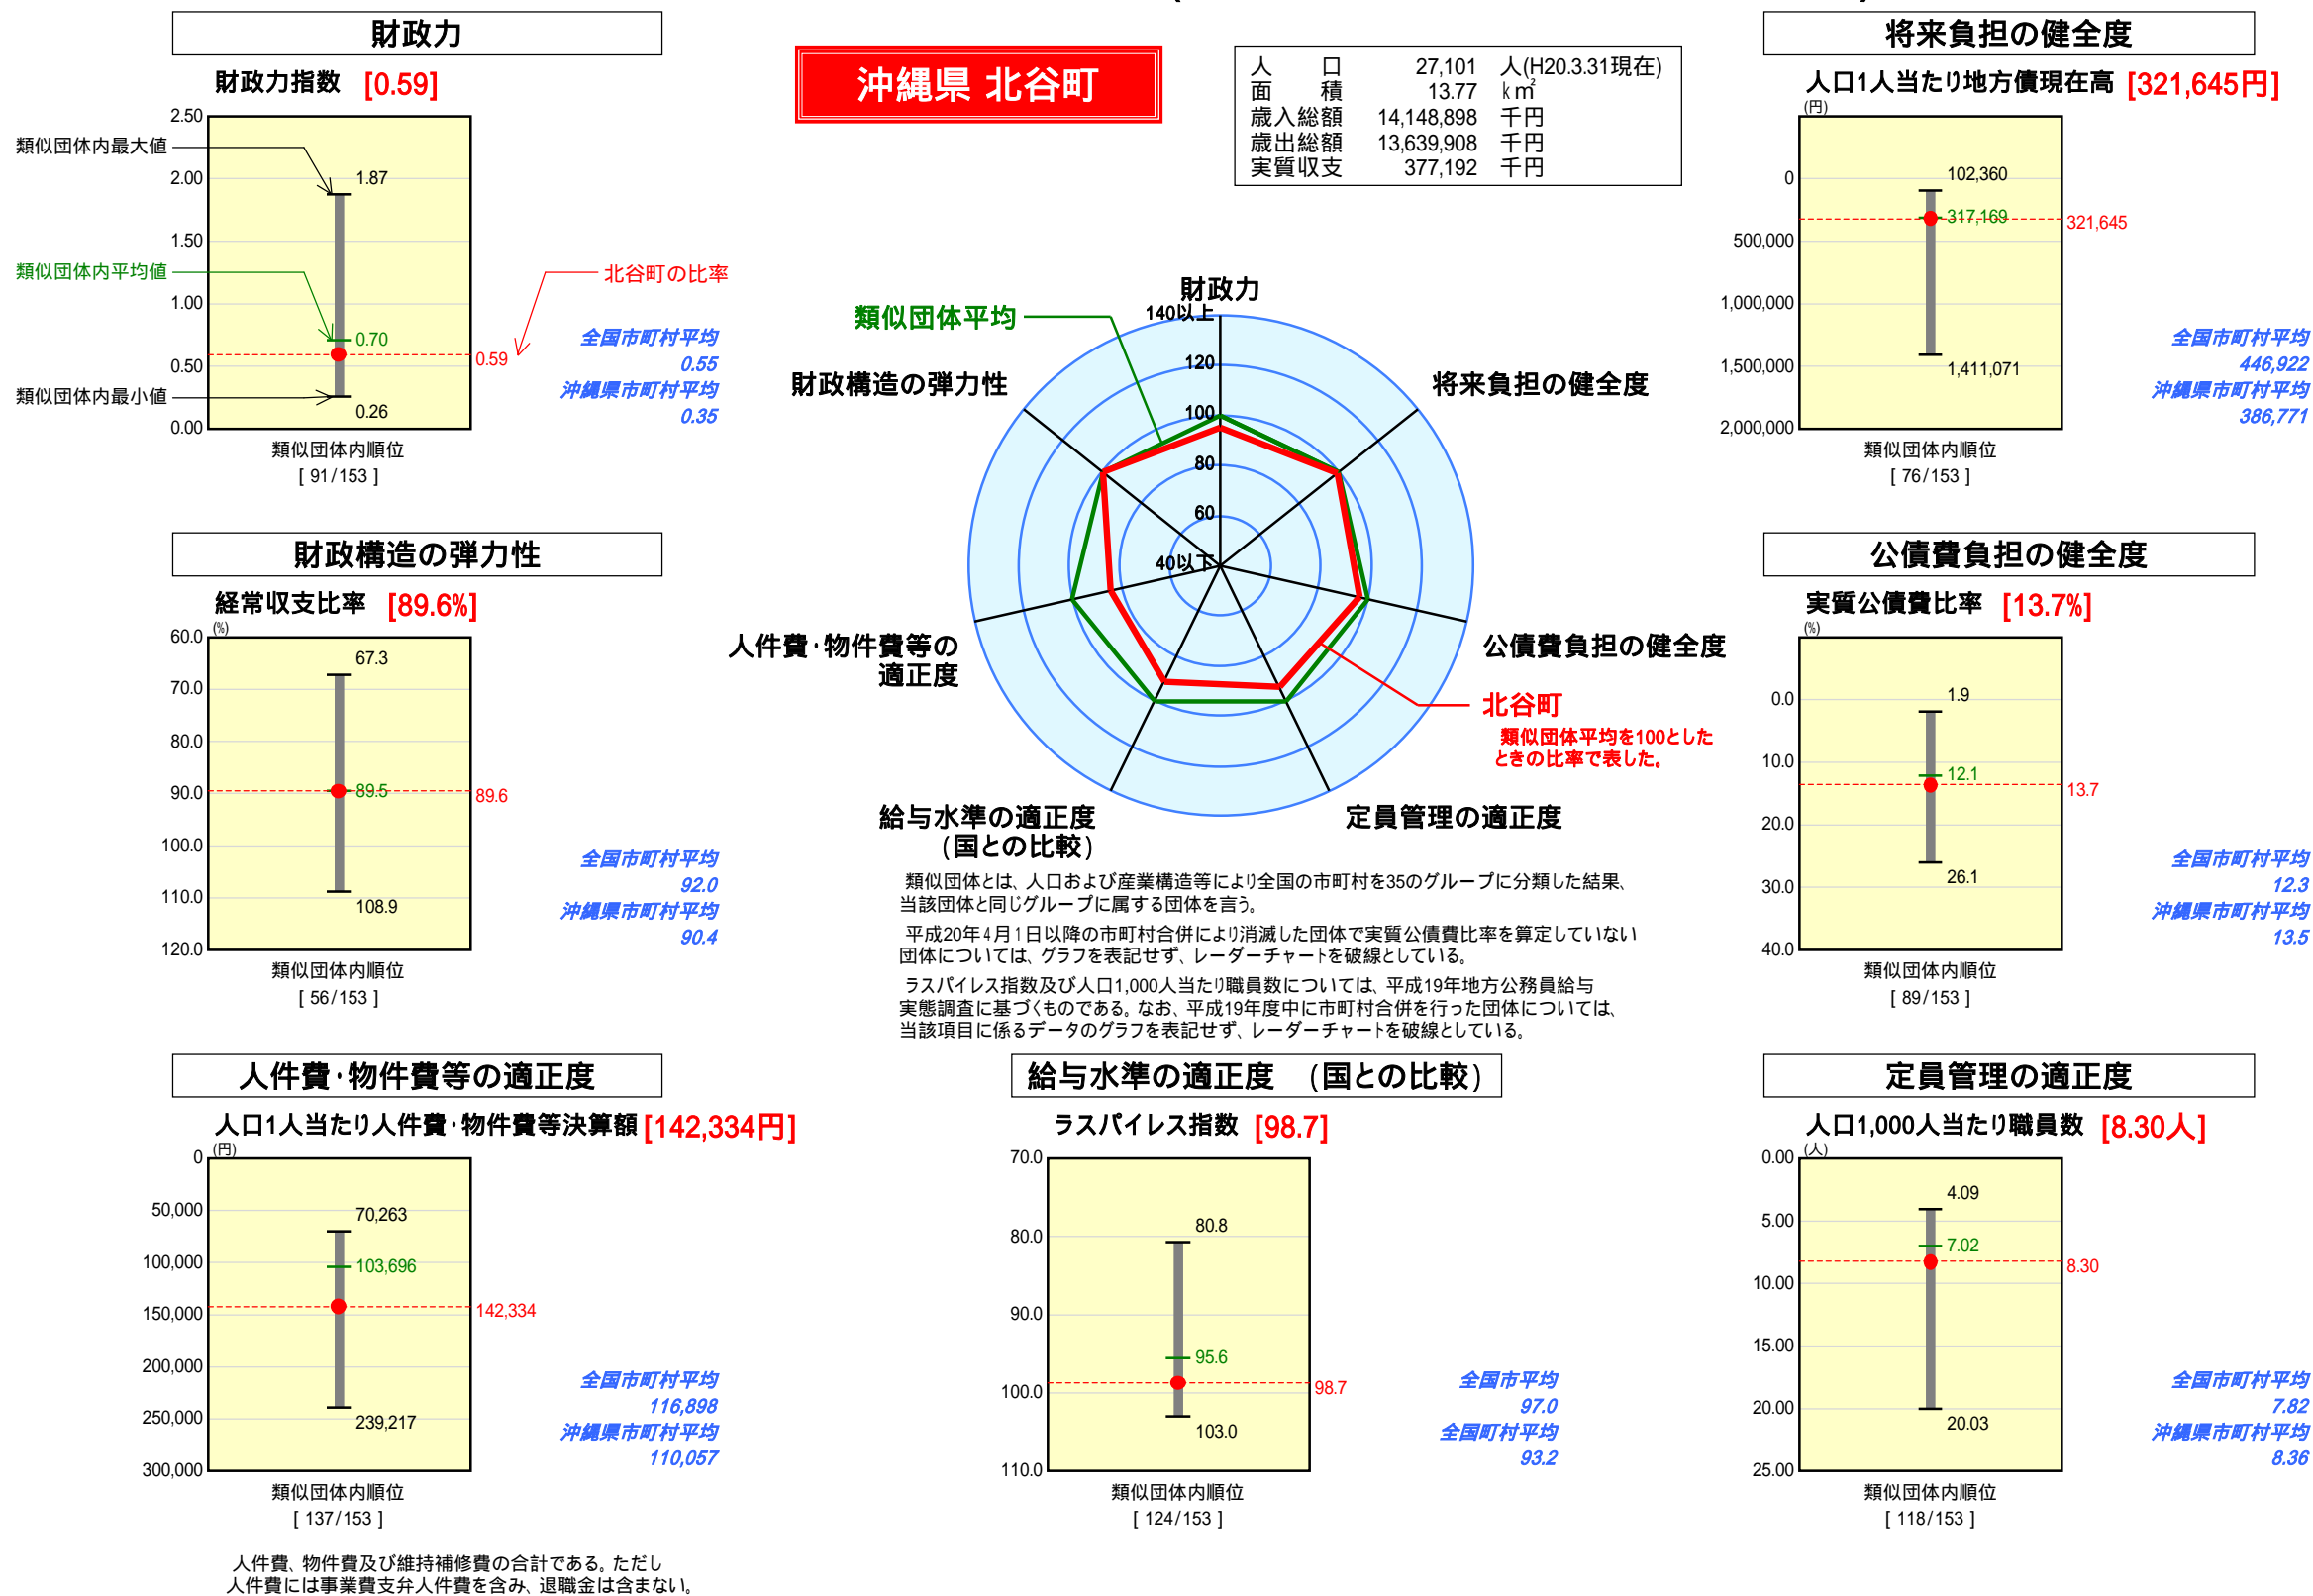 財政力
財政力指数 [0.59]
2.50
2.00
1.50
1.00
0.50
0.00
類似団体内最大値
類似団体内平均値
類似団体内最小値
1.87
0.70
0.26
0.59
北谷町の比率
全国市町村平均
0.55
沖縄県市町村平均
0.35
類似団体内順位
[ 91/153 ]
沖縄県 北谷町
人 口 27,101 人(H20.3.31現在)
面 積 13.77 k㎡
歳入総額 14,148,898 千円
歳出総額 13,639,908 千円
実質収支 377,192 千円
将来負担の健全度
人口1人当たり地方債現在高 [321,645円]
(円)
0
500,000
1,000,000
1,500,000
2,000,000
102,360
317,169
1,411,071
321,645
全国市町村平均
446,922
沖縄県市町村平均
386,771
類似団体内順位
[ 76/153 ]
類似団体平均
財政力
140以上
120
100
80
60
40以下
財政構造の弾力性
将来負担の健全度
人件費・物件費等の
適正度
公債費負担の健全度
北谷町
類似団体平均を100とした
ときの比率で表した。
給与水準の適正度
(国との比較)
定員管理の適正度
財政構造の弾力性
経常収支比率 [89.6%]
(%)
60.0
70.0
80.0
90.0
100.0
110.0
120.0
67.3
89.5
108.9
89.6
全国市町村平均
92.0
沖縄県市町村平均
90.4
類似団体内順位
[ 56/153 ]
公債費負担の健全度
実質公債費比率 [13.7%]
(%)
0.0
10.0
20.0
30.0
40.0
1.9
12.1
26.1
13.7
全国市町村平均
12.3
沖縄県市町村平均
13.5
類似団体内順位
[ 89/153 ]
類似団体とは、人口および産業構造等により全国の市町村を35のグループに分類した結果、
当該団体と同じグループに属する団体を言う。
平成20年4月1日以降の市町村合併により消滅した団体で実質公債費比率を算定していない
団体については、グラフを表記せず、レーダーチャートを破線としている。
ラスパイレス指数及び人口1,000人当たり職員数については、平成19年地方公務員給与
実態調査に基づくものである。なお、平成19年度中に市町村合併を行った団体については、
当該項目に係るデータのグラフを表記せず、レーダーチャートを破線としている。
人件費・物件費等の適正度
人口1人当たり人件費・物件費等決算額 [142,334円]
(円)
0
50,000
100,000
150,000
200,000
250,000
300,000
70,263
103,696
239,217
142,334
全国市町村平均
116,898
沖縄県市町村平均
110,057
類似団体内順位
[ 137/153 ]
人件費、物件費及び維持補修費の合計である。ただし
人件費には事業費支弁人件費を含み、退職金は含まない。
給与水準の適正度 (国との比較)
ラスパイレス指数 [98.7]
70.0
80.0
90.0
100.0
110.0
80.8
95.6
103.0
98.7
全国市平均
97.0
全国町村平均
93.2
類似団体内順位
[ 124/153 ]
定員管理の適正度
人口1,000人当たり職員数 [8.30人]
(人)
0.00
5.00
10.00
15.00
20.00
25.00
4.09
7.02
20.03
8.30
全国市町村平均
7.82
沖縄県市町村平均
8.36
類似団体内順位
[ 118/153 ]